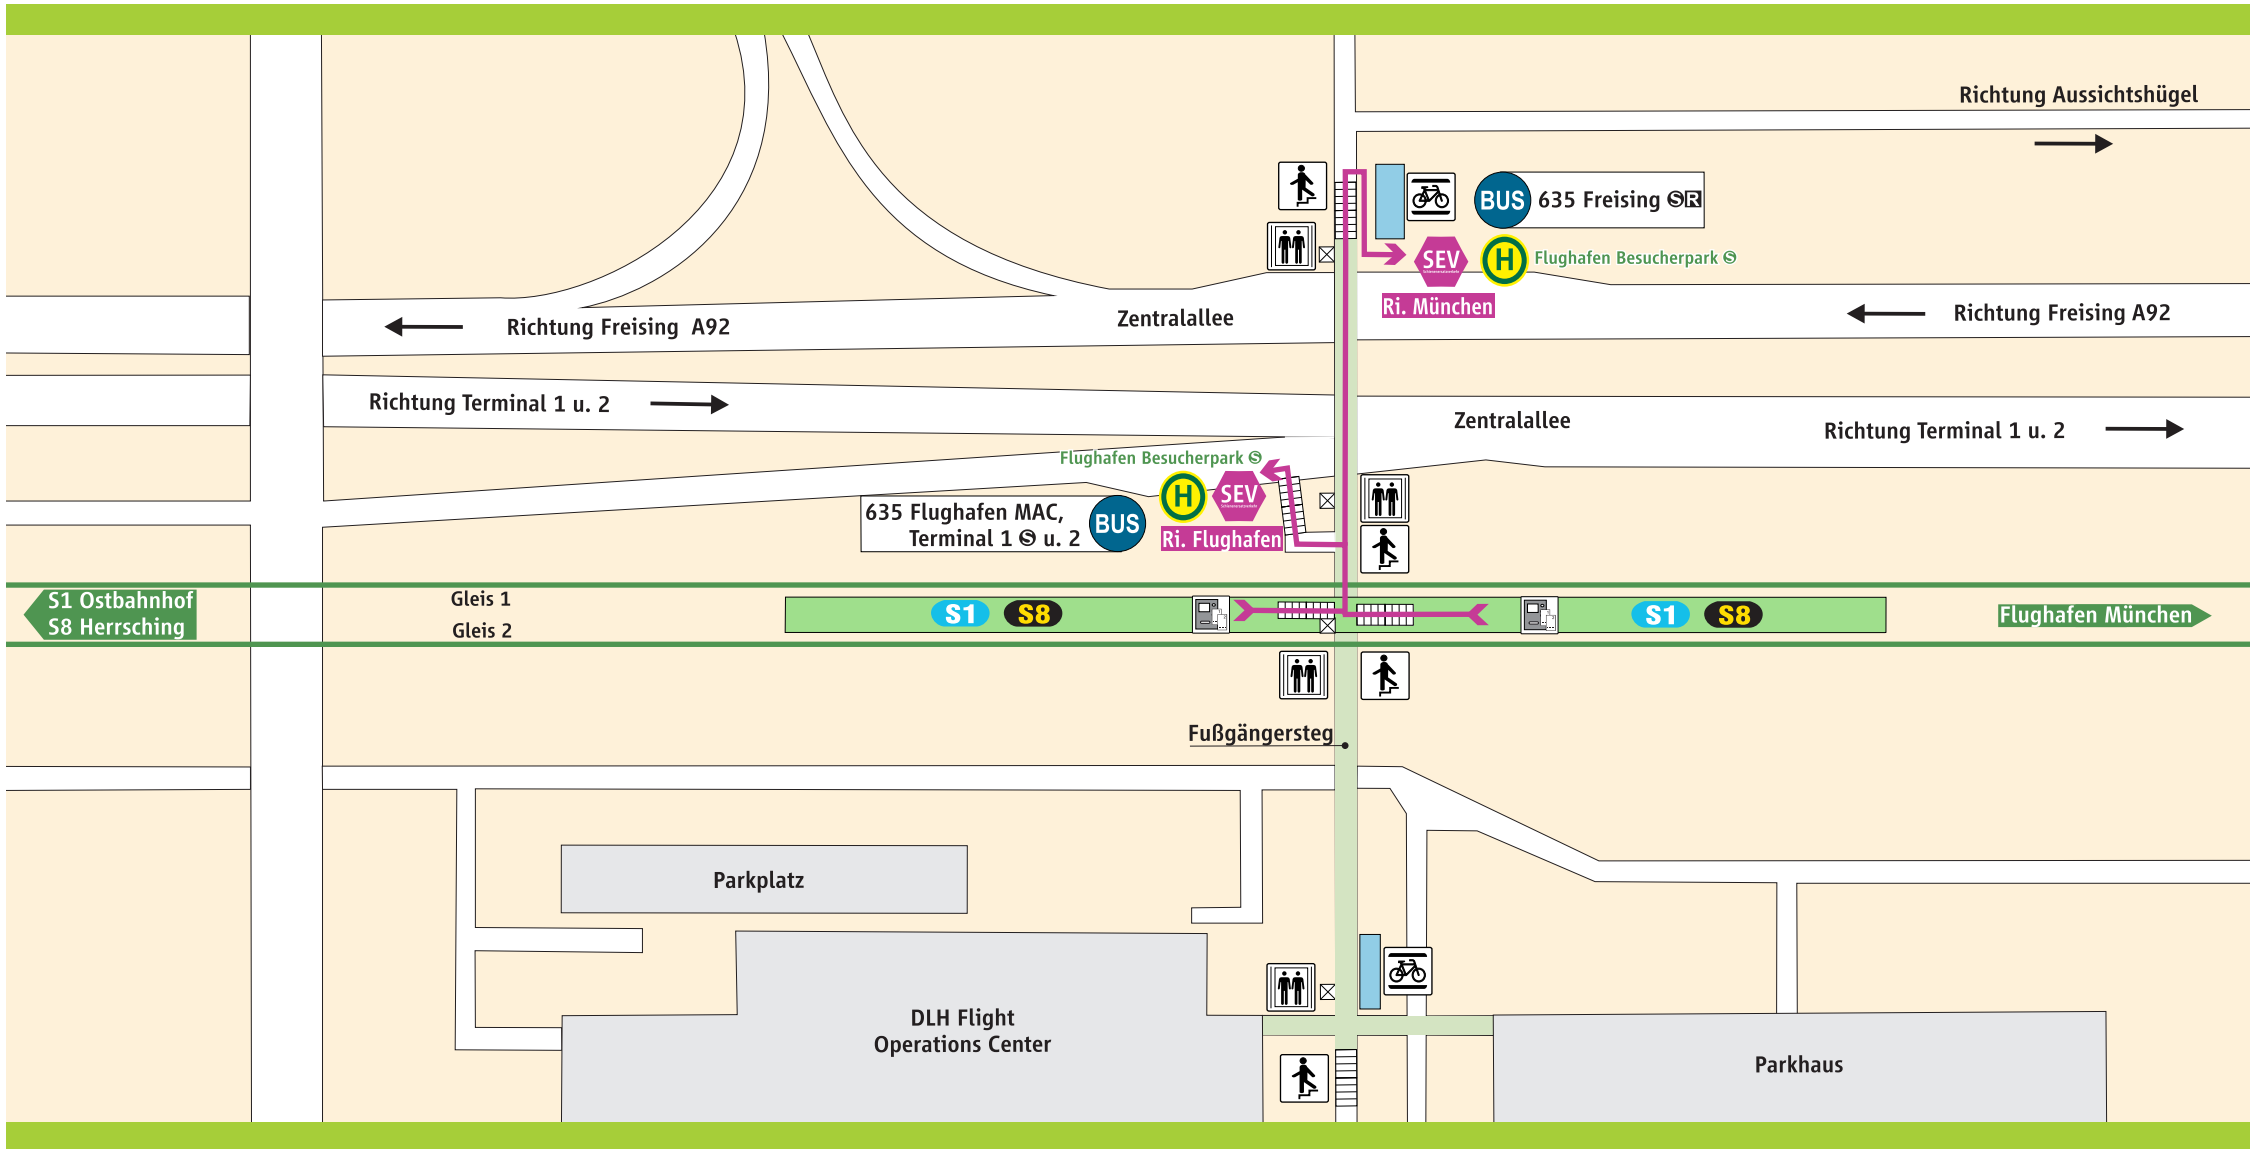 Richtung Aussichtshügel
BUS 635 Freising S R
SEV
H Flughafen Besucherpark S
Ri. München
Richtung Freising A92
Zentralallee
Richtung Freising A92
Richtung Terminal 1 u. 2
Zentralallee
Richtung Terminal 1 u. 2
Flughafen Besucherpark S
H SEV
635 Flughafen MAC,
Terminal 1 S u. 2
BUS
Ri. Flughafen
S1 Ostbahnhof
S8 Herrsching
Gleis 1
Gleis 2
S1 S8
S1 S8
Flughafen München
Fußgängersteg
Parkplatz
DLH Flight
Operations Center
Parkhaus